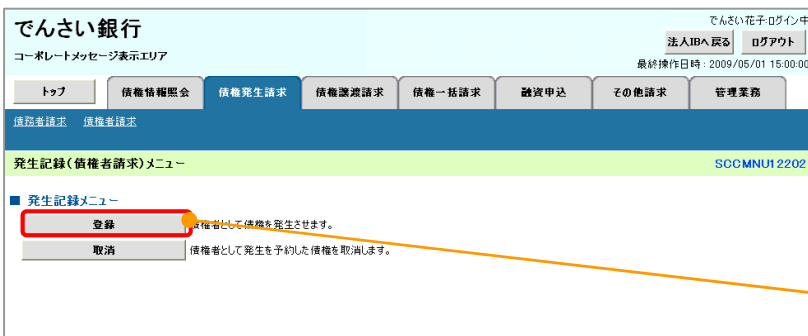 でんさい銀行
コーポレートメッセージ表示エリア
でんさい花子:ログイン中
法人IBへ戻る ログアウト
最終操作日時：2009/05/01 15:00:00
トップ 債権情報照会 債権発生請求 債権譲渡請求 債権一括請求 融資申込 その他請求 管理業務
債務者請求 債権者請求
発生記録（債権者請求）メニュー SCCMNU12202
■ 発生記録メニュー
登録 権者として債権を発生させます。
取消 債権者として発生を予約した債権を取消します。